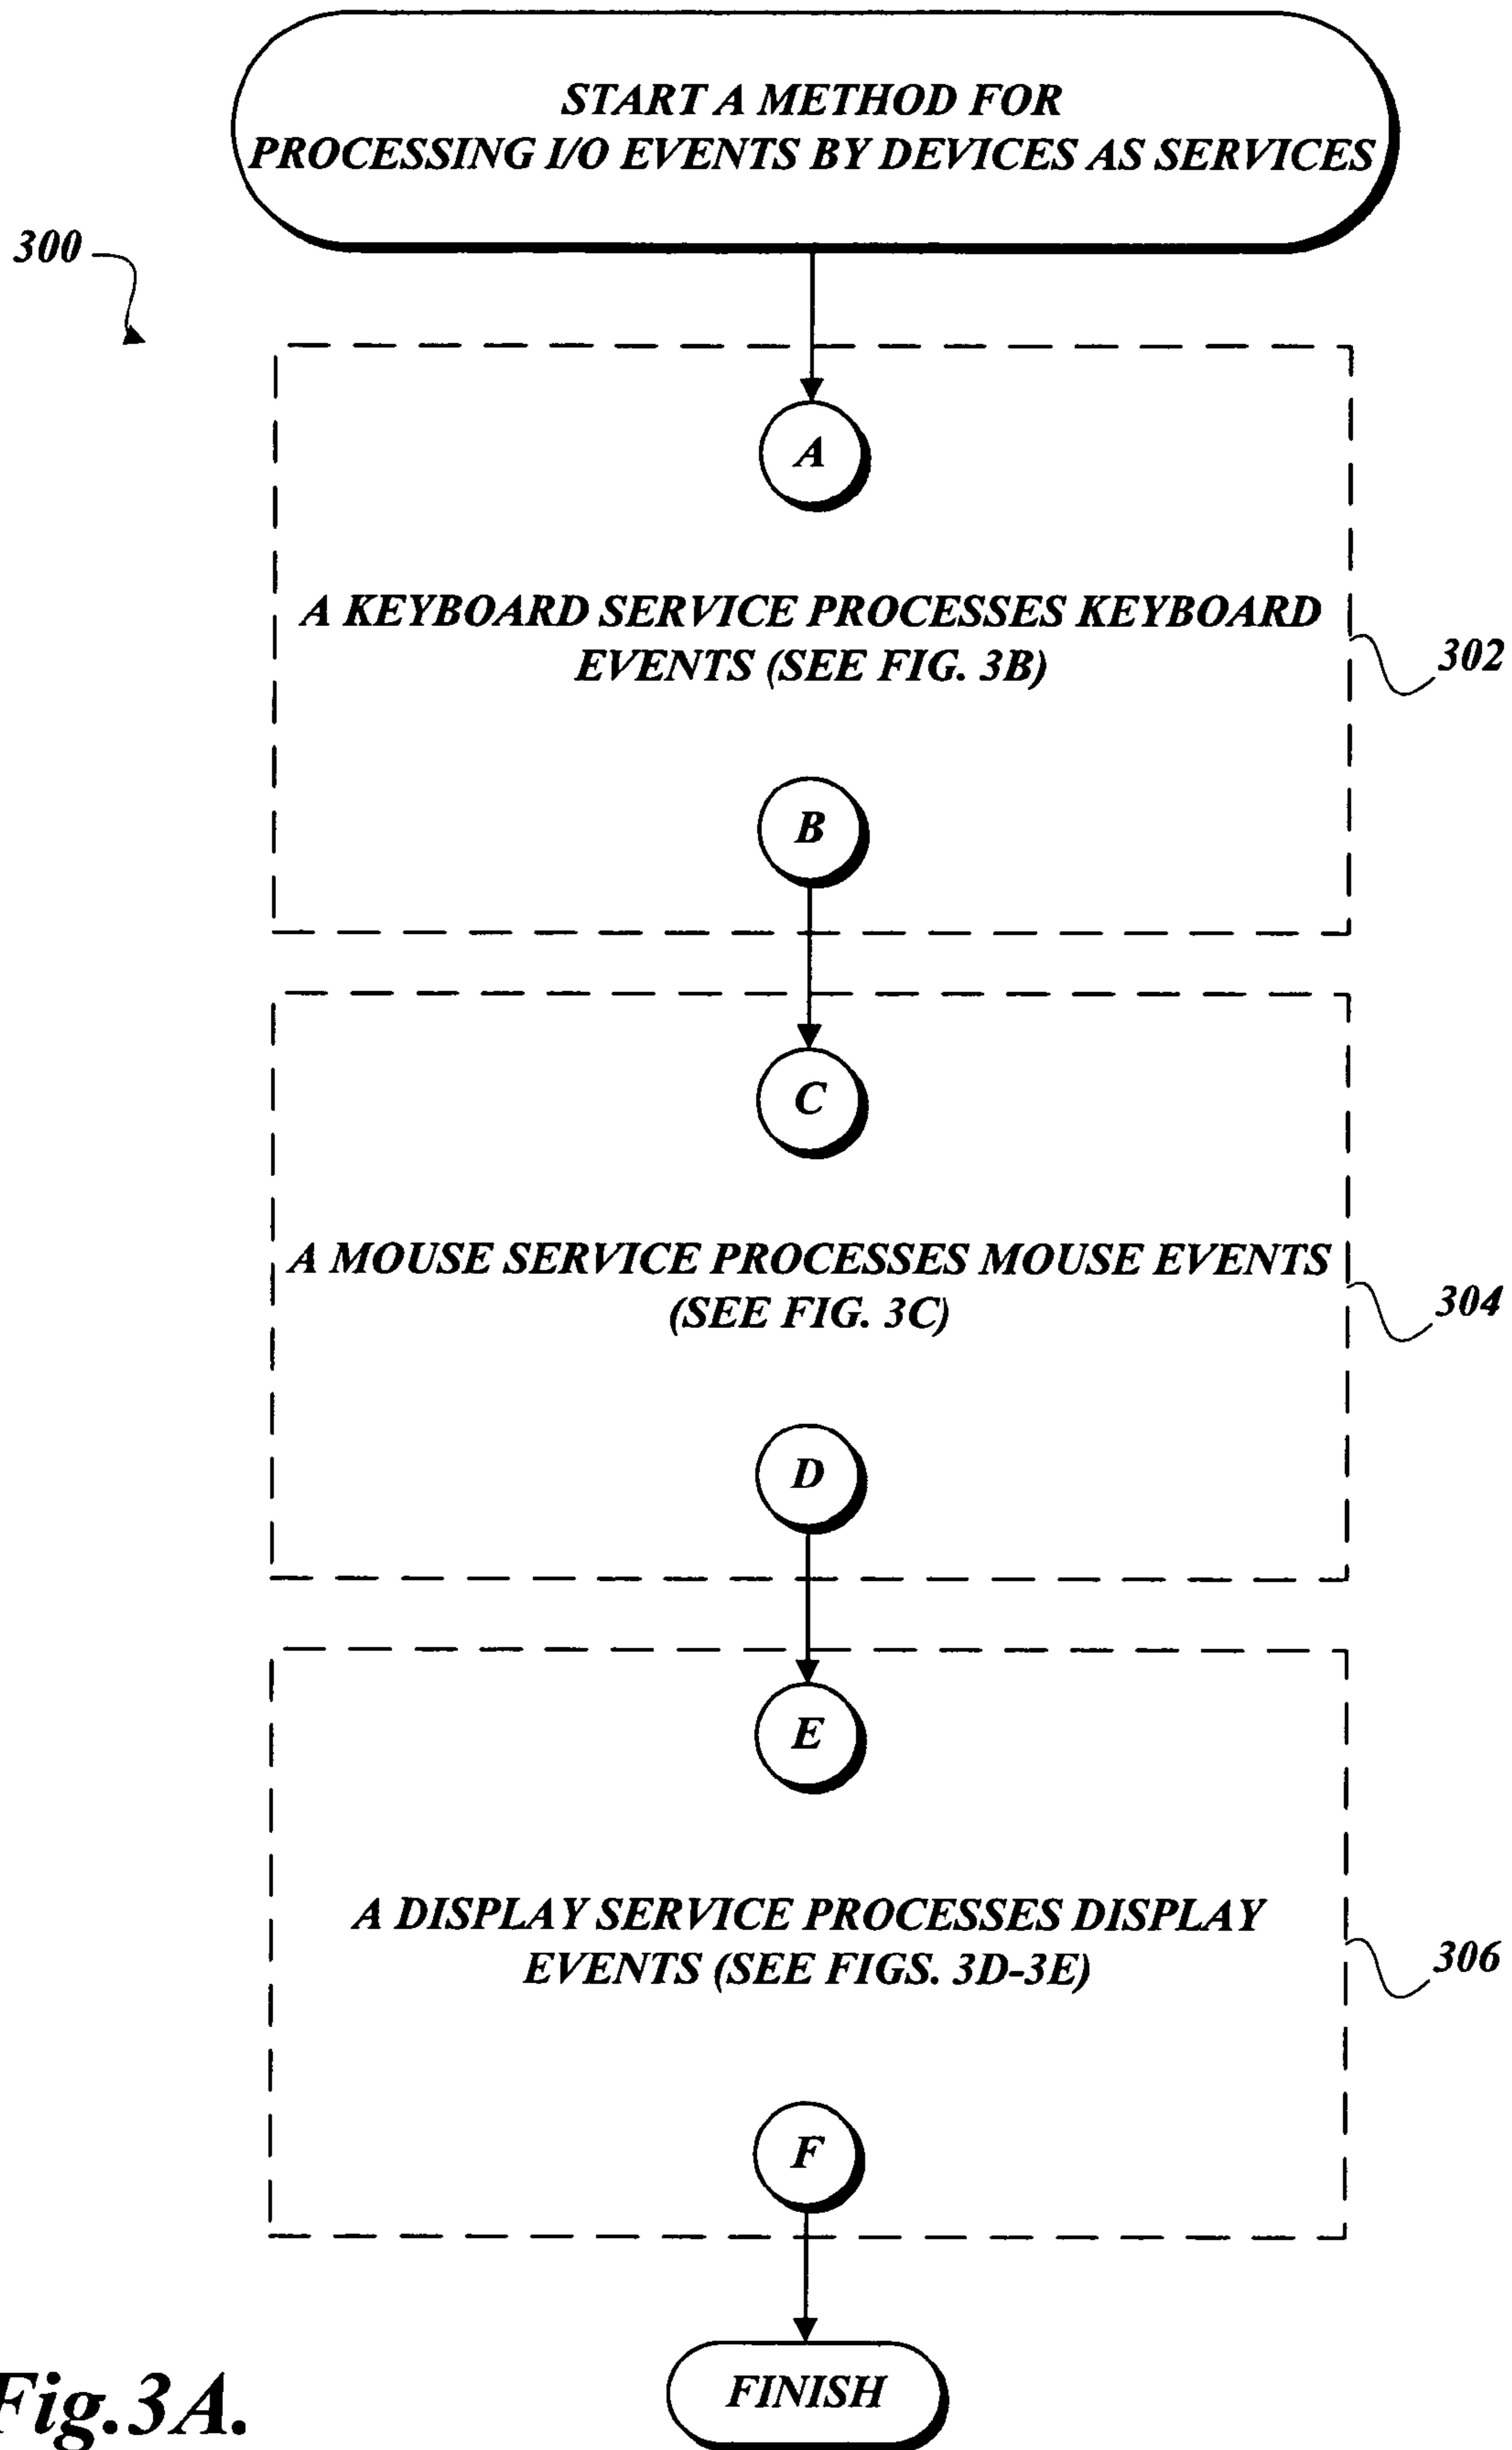 START A METHOD FOR
PROCESSING I/O EVENTS BY DEVICES AS SERVICES
300
A
A KEYBOARD SERVICE PROCESSES KEYBOARD
EVENTS (SEE FIG. 3B)
302
B
C
A MOUSE SERVICE PROCESSES MOUSE EVENTS
(SEE FIG. 3C)
304
D
E
A DISPLAY SERVICE PROCESSES DISPLAY
EVENTS (SEE FIGS. 3D-3E)
306
F
FINISH
Fig.3A.